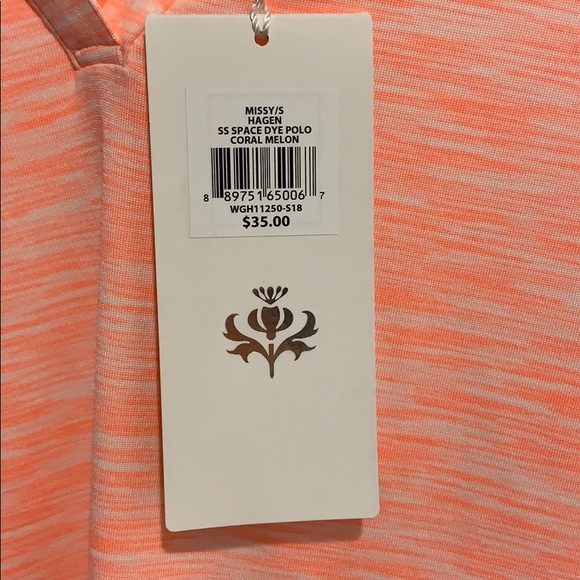 MISSY/S
HAGEN
SS SPACE DYE POLO
CORAL MELON
8 89751 65006 7
WGH11250-S18
$35.00